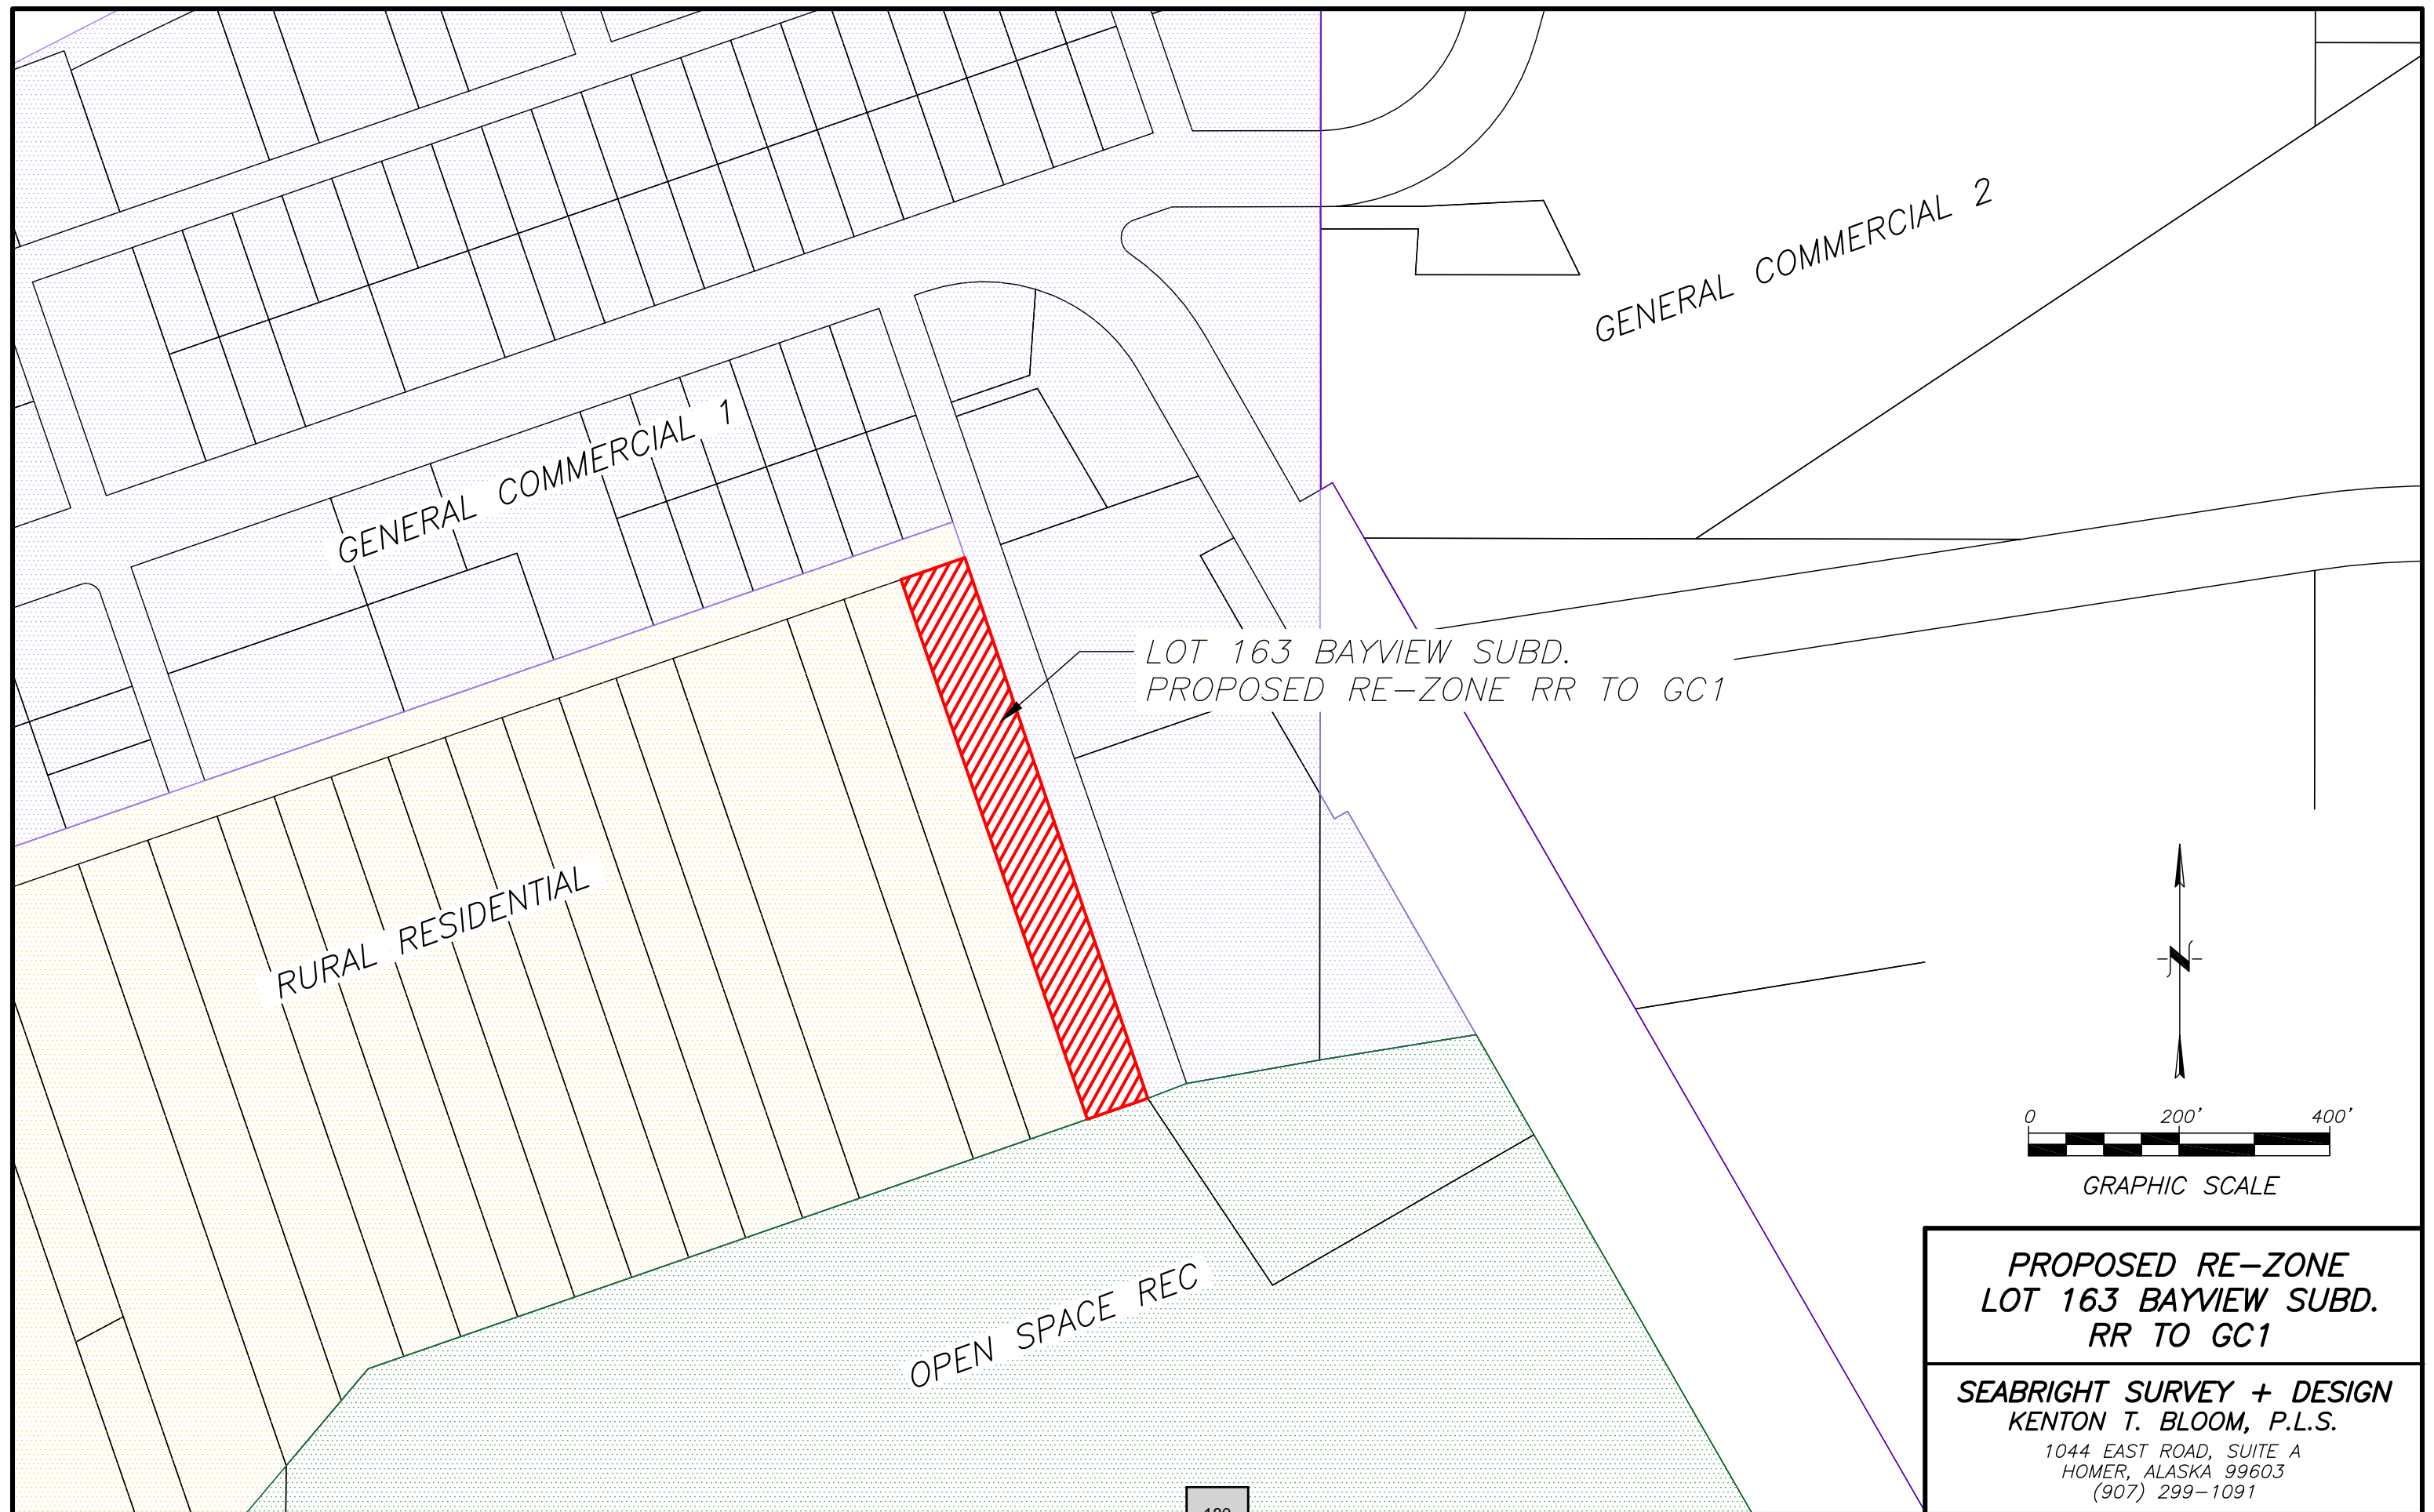 GENERAL COMMERCIAL 2
GENERAL COMMERCIAL 1
LOT 163 BAYVIEW SUBD.
PROPOSED RE-ZONE RR TO GC1
RURAL RESIDENTIAL
OPEN SPACE REC
N
0 200' 400'
GRAPHIC SCALE
PROPOSED RE-ZONE
LOT 163 BAYVIEW SUBD.
RR TO GC1
SEABRIGHT SURVEY + DESIGN
KENTON T. BLOOM, P.L.S.
1044 EAST ROAD, SUITE A
HOMER, ALASKA 99603
(907) 299-1091